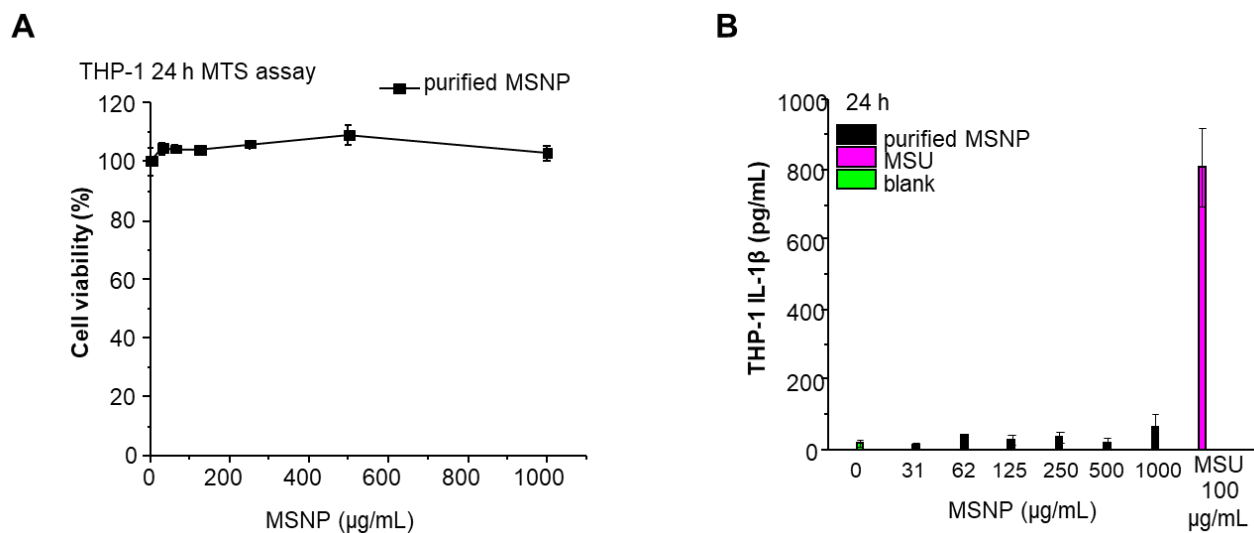 A
THP-1 24 h MTS assay
purified MSNP
120
100
80
60
40
20
0
Cell viability (%)
0 200 400 600 800 1000
MSNP (µg/mL)
B
24 h
purified MSNP
MSU
blank
1000
800
600
400
200
0
THP-1 IL-1β (pg/mL)
0 31 62 125 250 500 1000 MSU
100
µg/mL
MSNP (µg/mL)